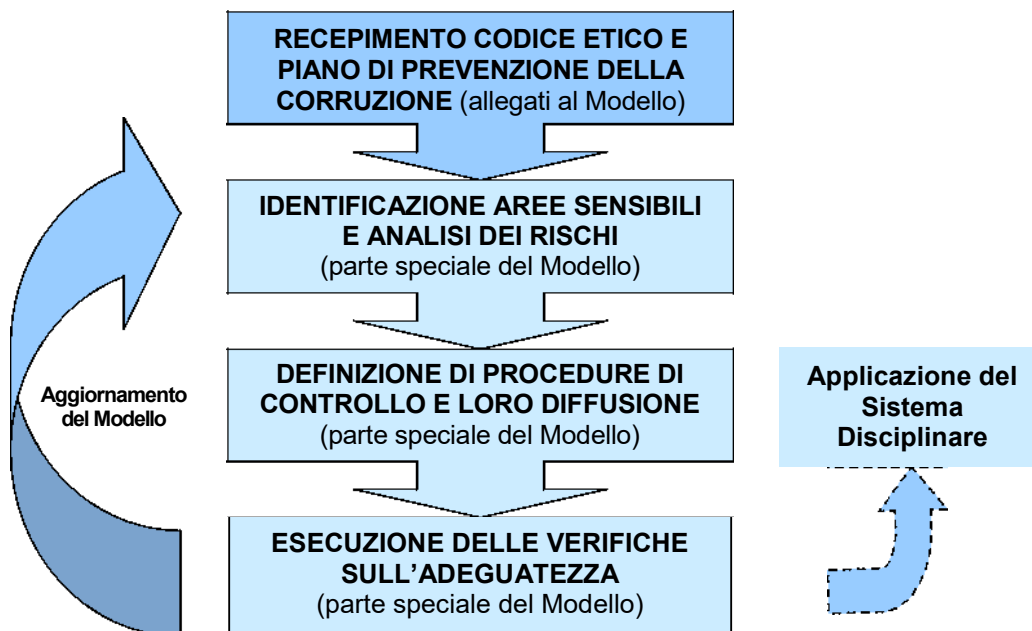 RECEPIMENTO CODICE ETICO E
PIANO DI PREVENZIONE DELLA
CORRUZIONE (allegati al Modello)
IDENTIFICAZIONE AREE SENSIBILI
E ANALISI DEI RISCHI
(parte speciale del Modello)
Aggiornamento
del Modello
DEFINIZIONE DI PROCEDURE DI
CONTROLLO E LORO DIFFUSIONE
(parte speciale del Modello)
Applicazione del
Sistema
Disciplinare
ESECUZIONE DELLE VERIFICHE
SULL’ADEGUATEZZA
(parte speciale del Modello)